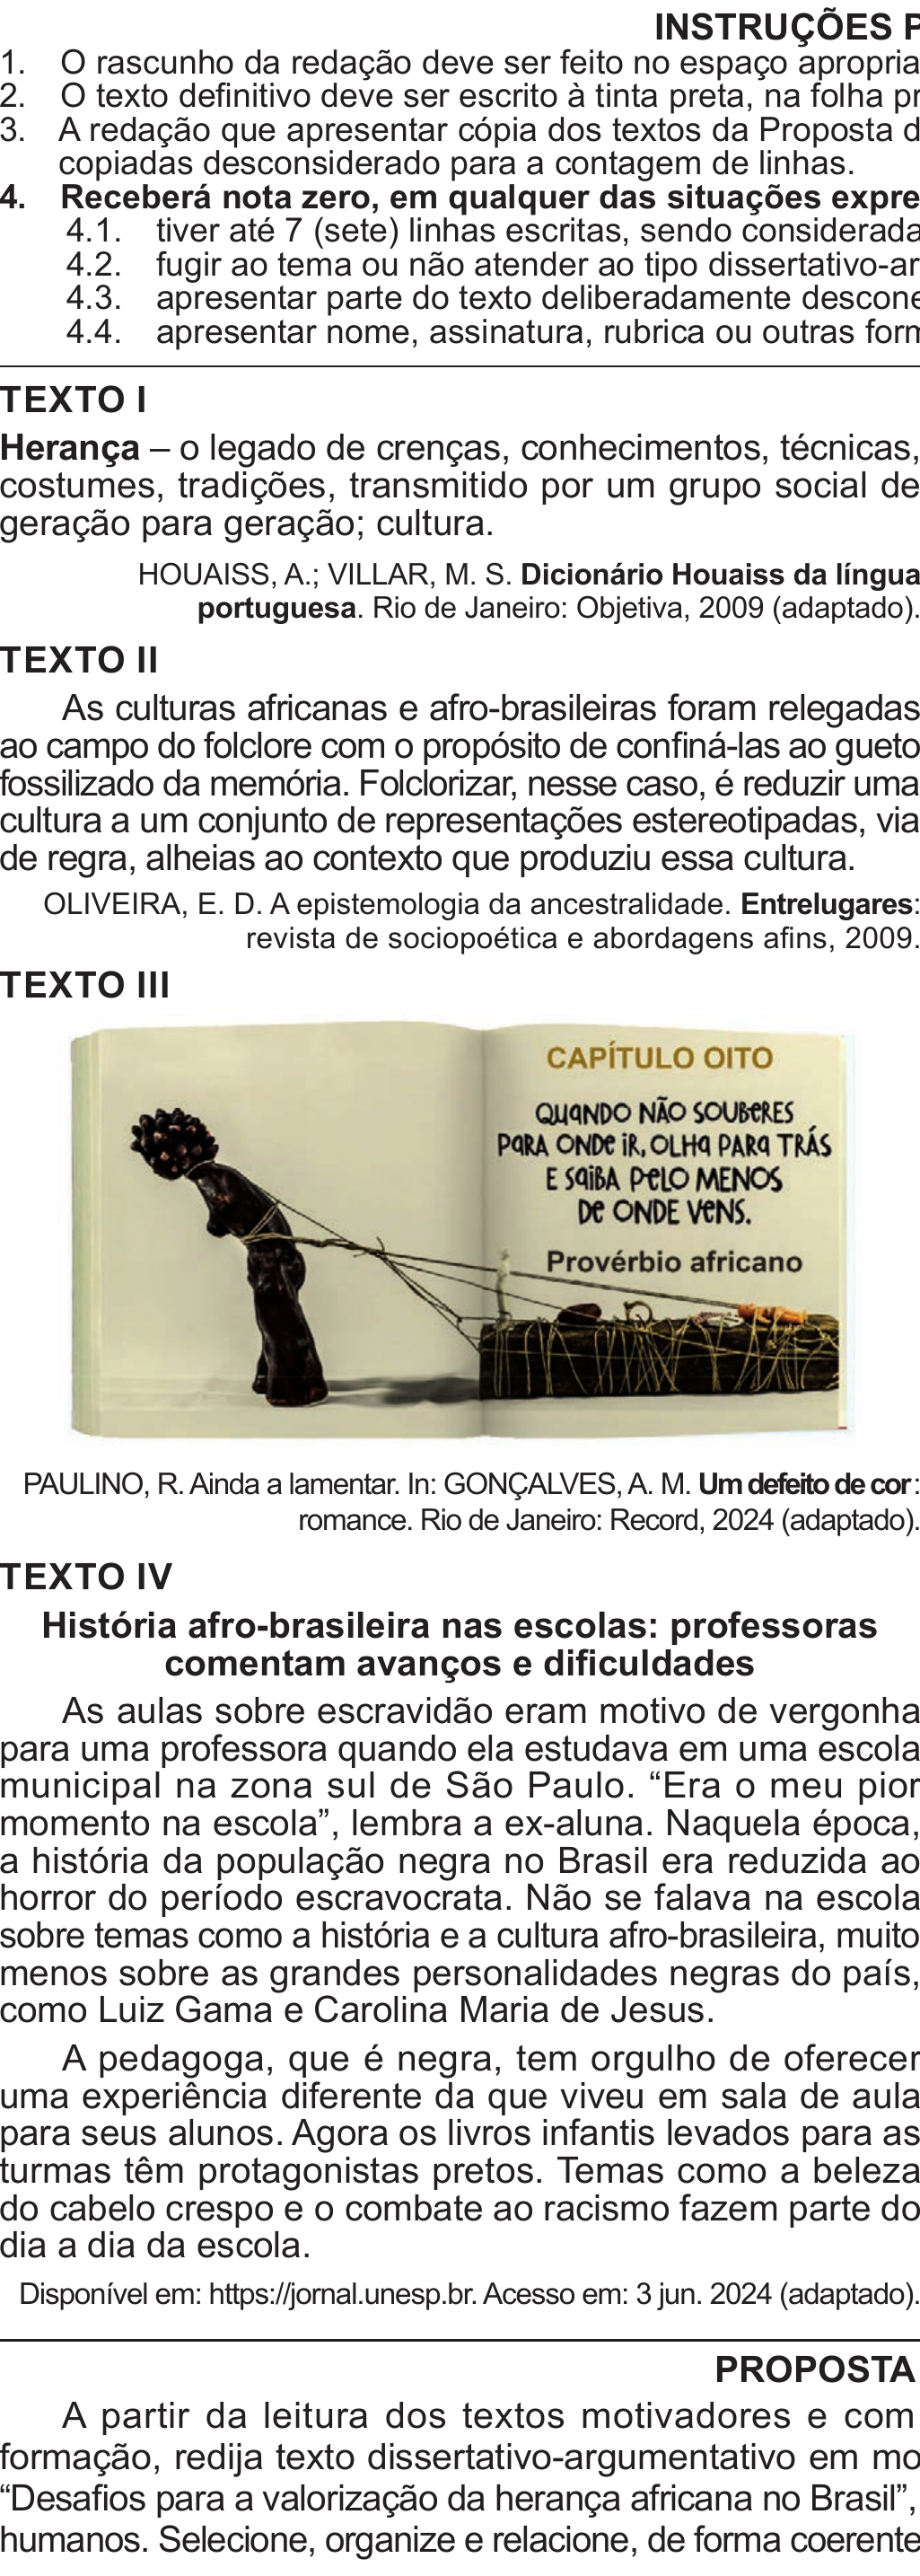 INSTRUÇÕES P
1. O rascunho da redação deve ser feito no espaço apropria
2. O texto definitivo deve ser escrito à tinta preta, na folha pr
3. A redação que apresentar cópia dos textos da Proposta d
copiadas desconsiderado para a contagem de linhas.
4. Receberá nota zero, em qualquer das situações expre
4.1. tiver até 7 (sete) linhas escritas, sendo considerada
4.2. fugir ao tema ou não atender ao tipo dissertativo-ar
4.3. apresentar parte do texto deliberadamente descone
4.4. apresentar nome, assinatura, rubrica ou outras form
TEXTO I
Herança – o legado de crenças, conhecimentos, técnicas,
costumes, tradições, transmitido por um grupo social de
geração para geração; cultura.
HOUAISS, A.; VILLAR, M. S. Dicionário Houaiss da língua
portuguesa. Rio de Janeiro: Objetiva, 2009 (adaptado).
TEXTO II
As culturas africanas e afro-brasileiras foram relegadas
ao campo do folclore com o propósito de confiná-las ao gueto
fossilizado da memória. Folclorizar, nesse caso, é reduzir uma
cultura a um conjunto de representações estereotipadas, via
de regra, alheias ao contexto que produziu essa cultura.
OLIVEIRA, E. D. A epistemologia da ancestralidade. Entrelugares:
revista de sociopoética e abordagens afins, 2009.
TEXTO III
CAPÍTULO OITO
QUANDO NÃO SOUBERES
PARA ONDE IR, OLHA PARA TRÁS
E SAIBA PELO MENOS
DE ONDE VENS.
Provérbio africano
PAULINO, R. Ainda a lamentar. In: GONÇALVES, A. M. Um defeito de cor:
romance. Rio de Janeiro: Record, 2024 (adaptado).
TEXTO IV
História afro-brasileira nas escolas: professoras
comentam avanços e dificuldades
As aulas sobre escravidão eram motivo de vergonha
para uma professora quando ela estudava em uma escola
municipal na zona sul de São Paulo. “Era o meu pior
momento na escola”, lembra a ex-aluna. Naquela época,
a história da população negra no Brasil era reduzida ao
horror do período escravocrata. Não se falava na escola
sobre temas como a história e a cultura afro-brasileira, muito
menos sobre as grandes personalidades negras do país,
como Luiz Gama e Carolina Maria de Jesus.
A pedagoga, que é negra, tem orgulho de oferecer
uma experiência diferente da que viveu em sala de aula
para seus alunos. Agora os livros infantis levados para as
turmas têm protagonistas pretos. Temas como a beleza
do cabelo crespo e o combate ao racismo fazem parte do
dia a dia da escola.
Disponível em: https://jornal.unesp.br. Acesso em: 3 jun. 2024 (adaptado).
PROPOSTA
A partir da leitura dos textos motivadores e com
formação, redija texto dissertativo-argumentativo em mo
“Desafios para a valorização da herança africana no Brasil”,
humanos. Selecione, organize e relacione, de forma coerente